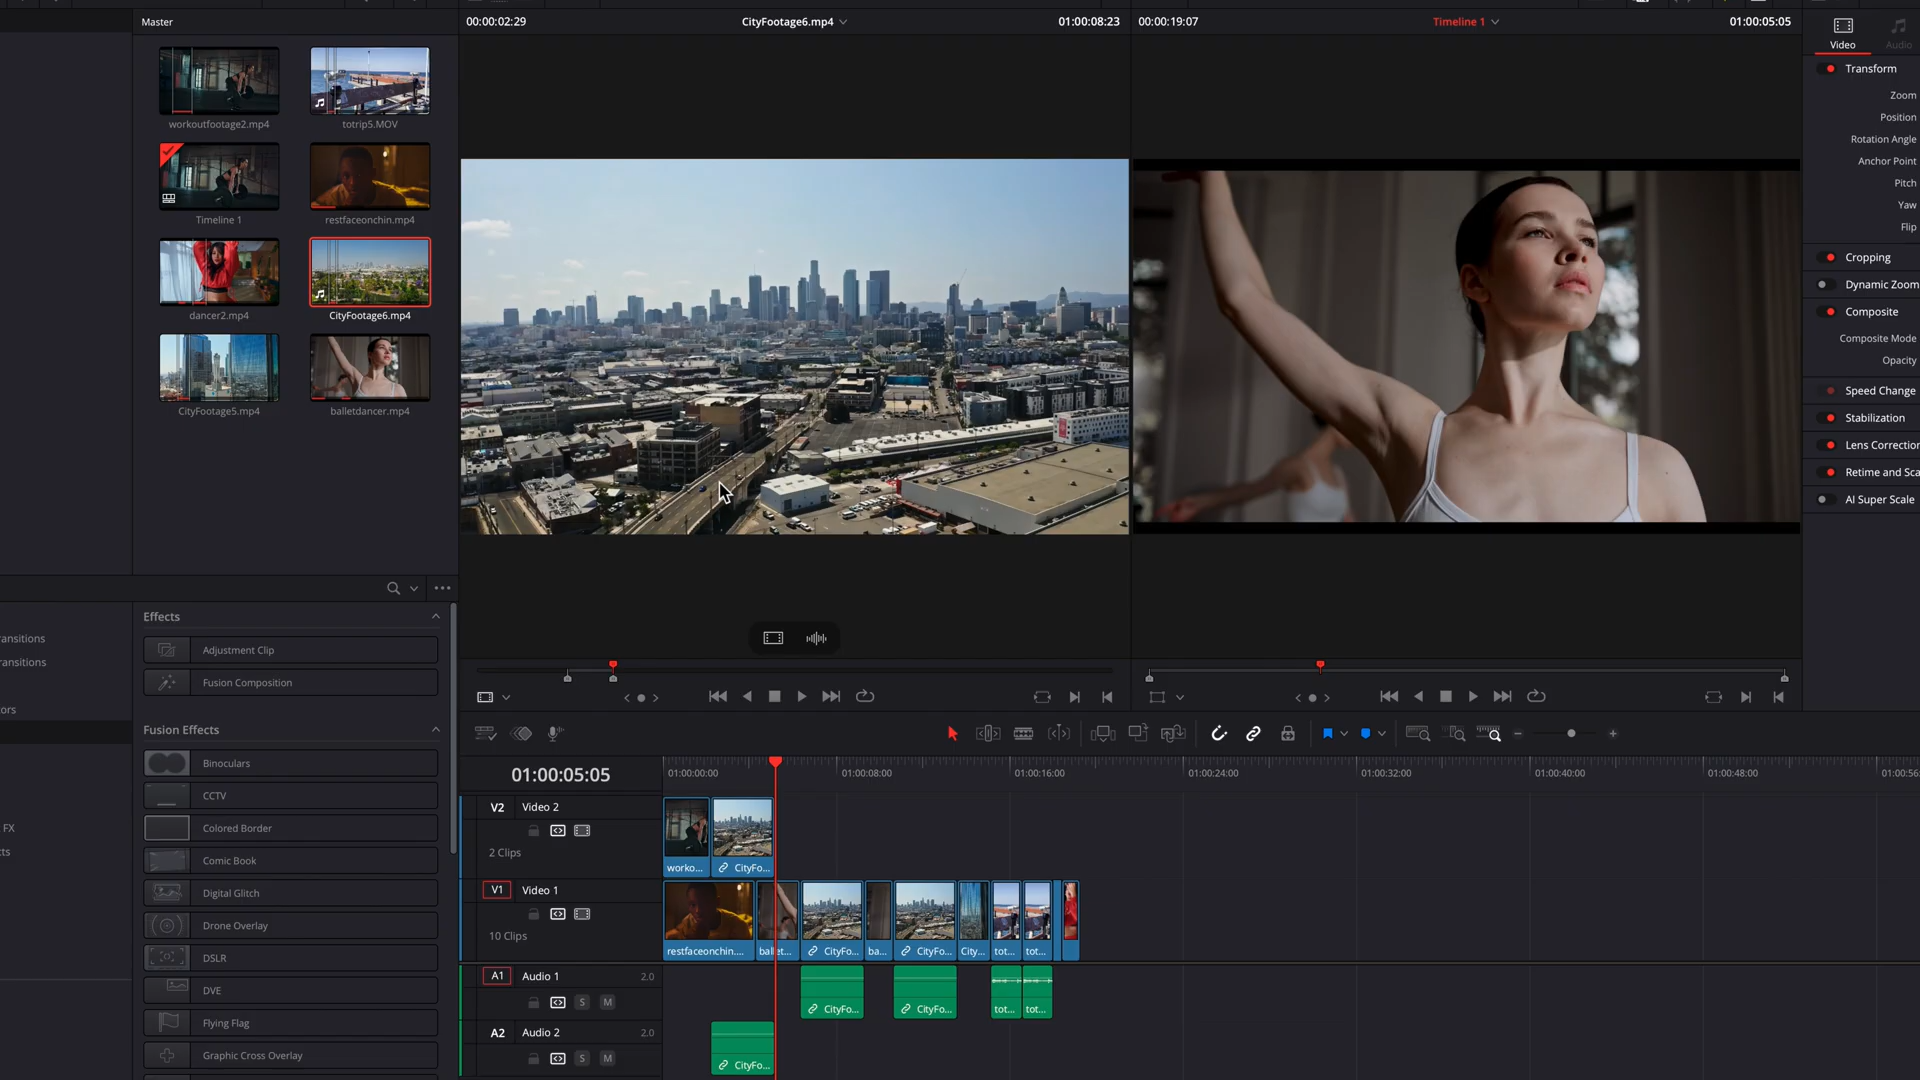 Master
00:00:02:29
CityFootage6.mp4
01:00:08:23
00:00:19:07
Timeline 1
01:00:05:05
Video
Audio
workoutfootage2.mp4
totrip5.MOV
Timeline 1
restfaceonchin.mp4
dancer2.mp4
CityFootage6.mp4
CityFootage5.mp4
balletdancer.mp4
Transform
Zoom
Position
Rotation Angle
Anchor Point
Pitch
Yaw
Flip
Cropping
Dynamic Zoom
Composite
Composite Mode
Opacity
Speed Change
Stabilization
Lens Correctio
Retime and Sca
AI Super Scale
ansitions
ansitions
ors
FX
ts
Effects
Adjustment Clip
Fusion Composition
Fusion Effects
Binoculars
CCTV
Colored Border
Comic Book
Digital Glitch
Drone Overlay
DSLR
DVE
Flying Flag
Graphic Cross Overlay
01:00:05:05
01:00:00:00
01:00:08:00
01:00:16:00
01:00:24:00
01:00:32:00
01:00:40:00
01:00:48:00
01:00:56:
V2 Video 2
2 Clips
worko...
CityFo...
V1 Video 1
10 Clips
restfaceonchin....
ballet...
CityFo...
ba...
CityFo...
City...
tot...
tot...
A1 Audio 1 2.0
S M
CityFo...
CityFo...
tot...
tot...
A2 Audio 2 2.0
S M
CityFo...